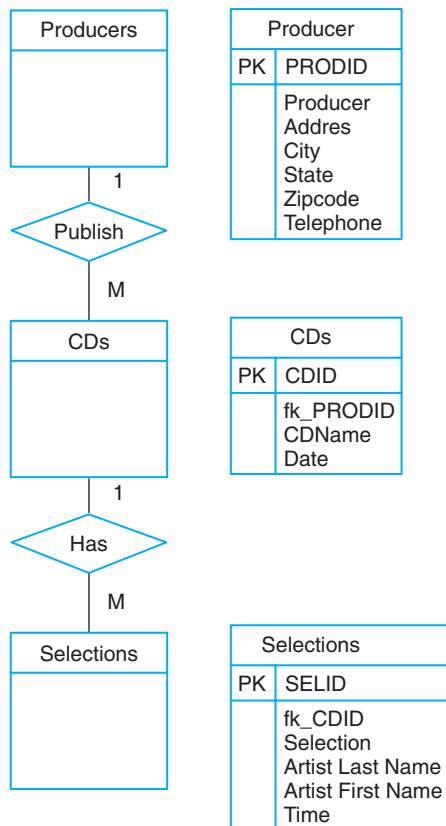 Producers
1
Publish
M
CDs
1
Has
M
Selections
Producer
PK PRODID
Producer
Addres
City
State
Zipcode
Telephone
CDs
PK CDID
fk_PRODID
CDName
Date
Selections
PK SELID
fk_CDID
Selection
Artist Last Name
Artist First Name
Time